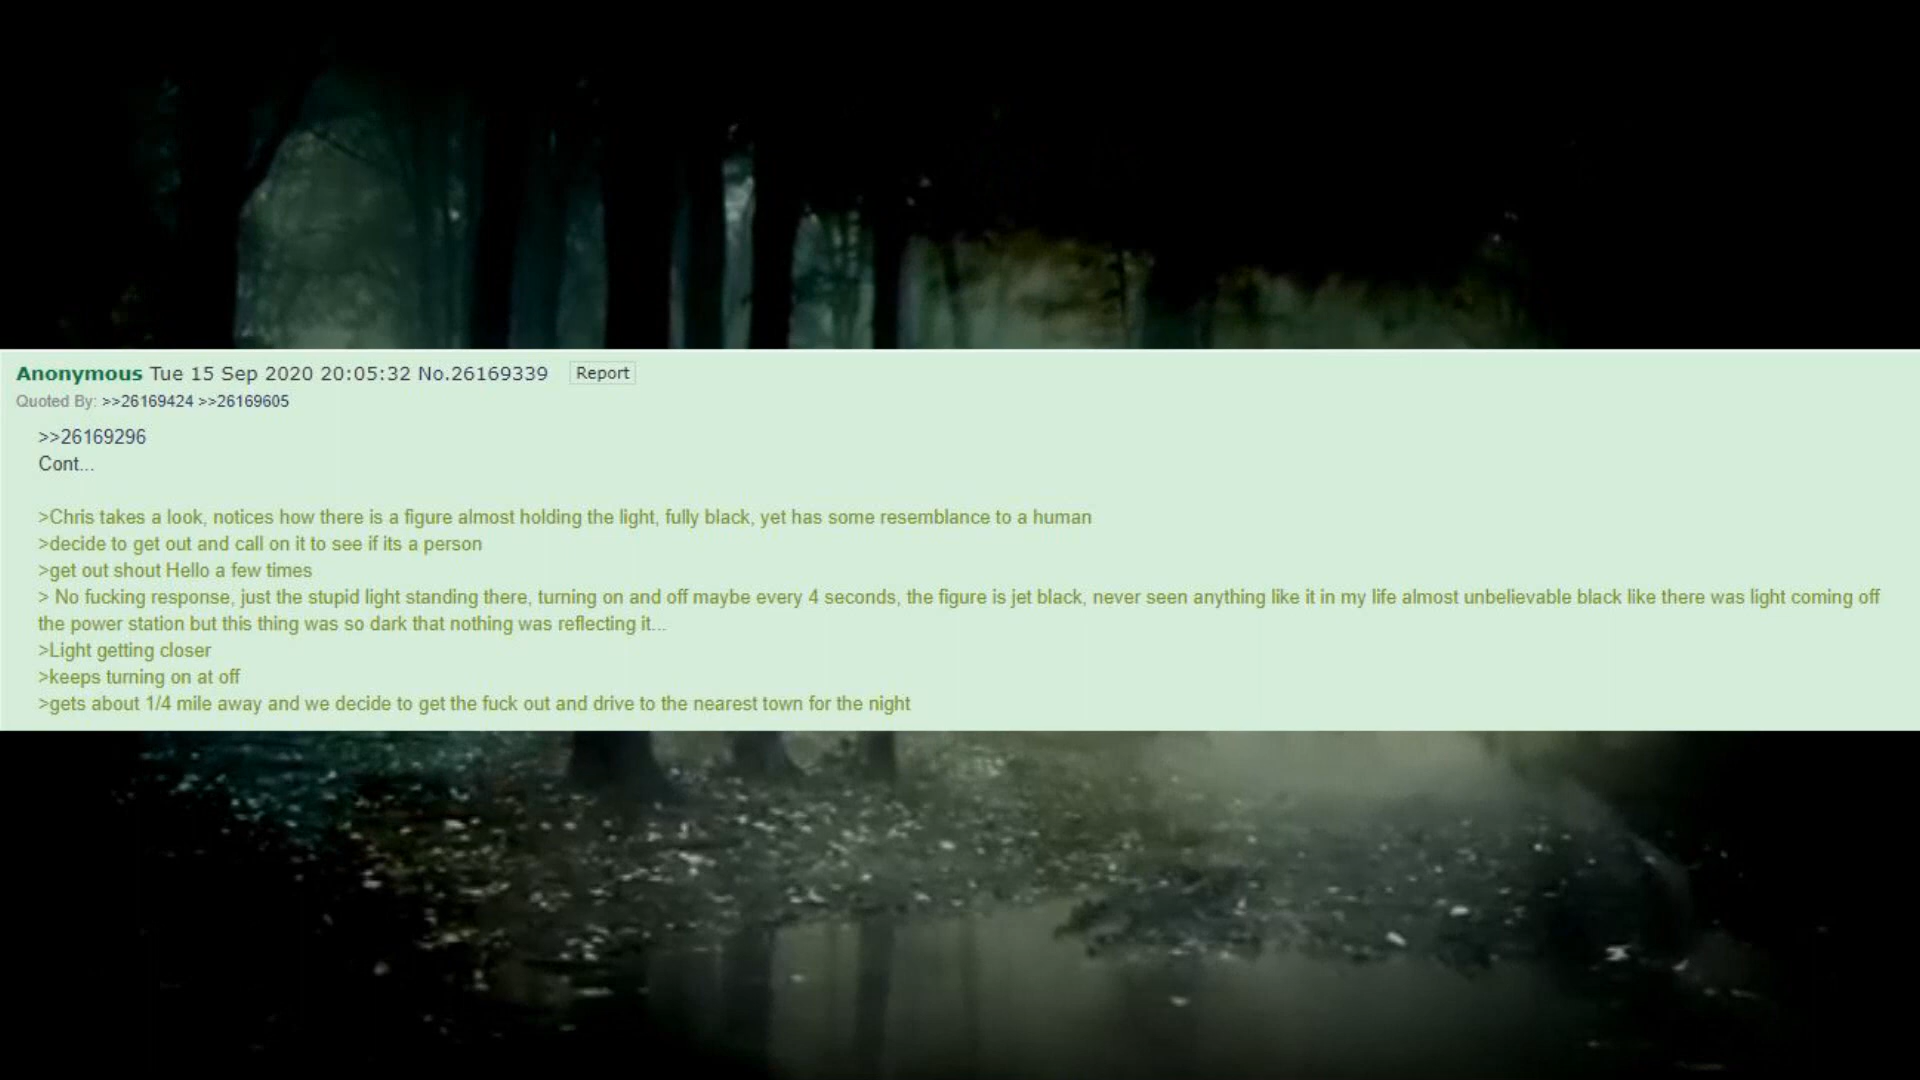 Anonymous Tue 15 Sep 2020 20:05:32 No.26169339 Report
Quoted By: >>26169424 >>26169605
>>26169296
Cont...
>Chris takes a look, notices how there is a figure almost holding the light, fully black, yet has some resemblance to a human
>decide to get out and call on it to see if its a person
>get out shout Hello a few times
> No fucking response, just the stupid light standing there, turning on and off maybe every 4 seconds, the figure is jet black, never seen anything like it in my life almost unbelievable black like there was light coming off
the power station but this thing was so dark that nothing was reflecting it...
>Light getting closer
>keeps turning on at off
>gets about 1/4 mile away and we decide to get the fuck out and drive to the nearest town for the night